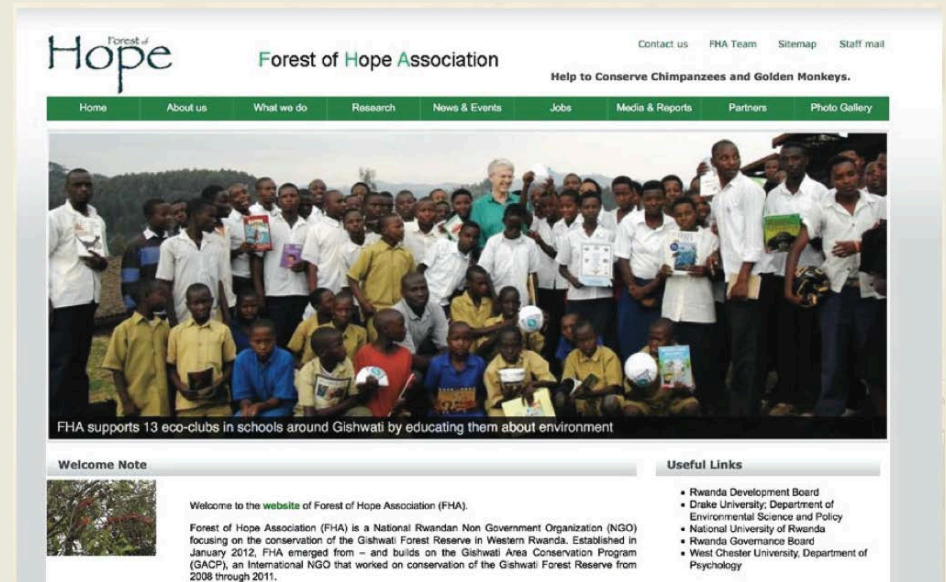 Forest of
Hope
Forest of Hope Association
Contact us FHA Team Sitemap Staff mail
Help to Conserve Chimpanzees and Golden Monkeys.
Home About us What we do Research News & Events Jobs Media & Reports Partners Photo Gallery
FHA supports 13 eco-clubs in schools around Gishwati by educating them about environment
Welcome Note
Welcome to the website of Forest of Hope Association (FHA).
Forest of Hope Association (FHA) is a National Rwandan Non Government Organization (NGO)
focusing on the conservation of the Gishwati Forest Reserve in Western Rwanda. Established in
January 2012, FHA emerged from – and builds on the Gishwati Area Conservation Program
(GACP), an International NGO that worked on conservation of the Gishwati Forest Reserve from
2008 through 2011.
Useful Links
Rwanda Development Board
Drake University; Department of
Environmental Science and Policy
National University of Rwanda
Rwanda Governance Board
West Chester University, Department of
Psychology